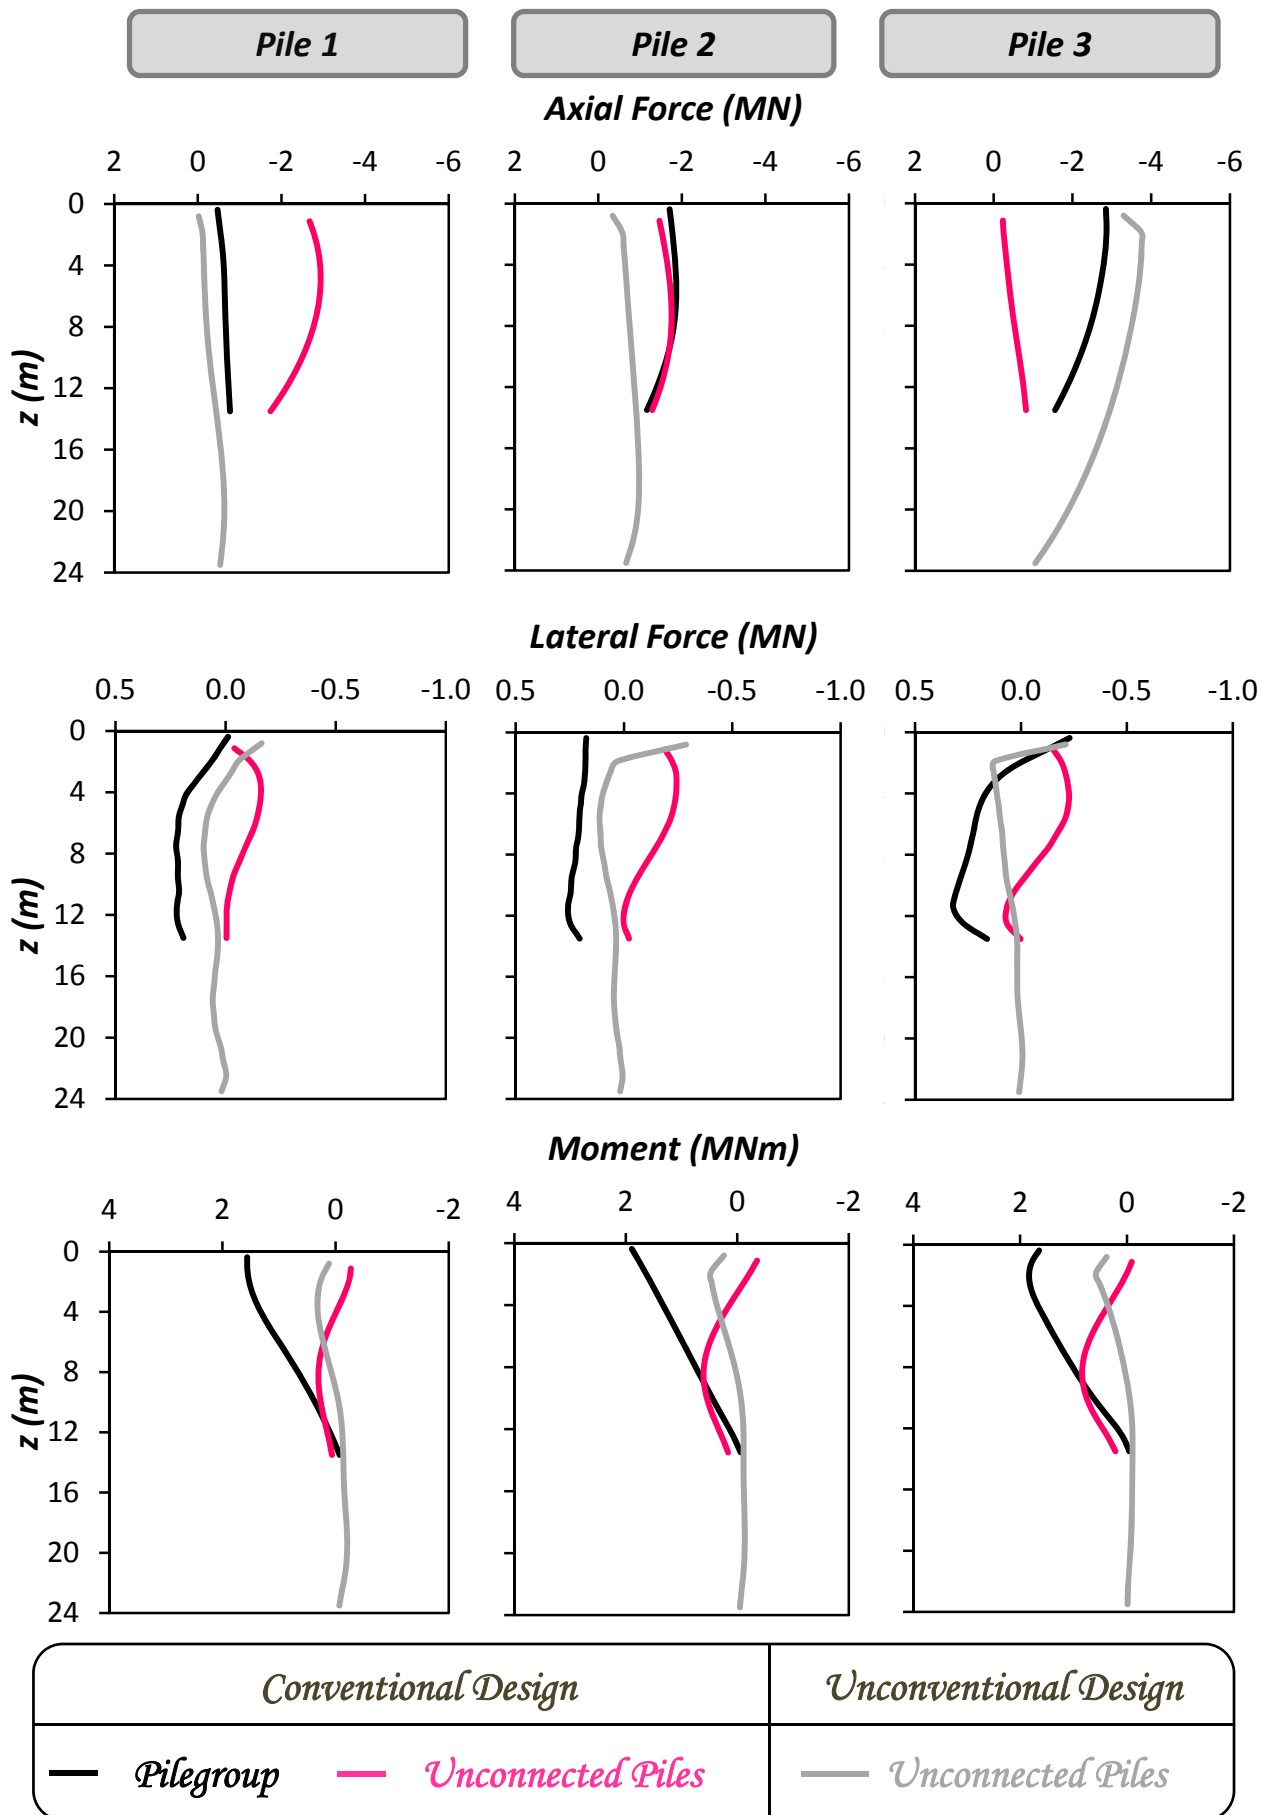 Pile 1 Pile 2 Pile 3
Axial Force (MN)
2 0 -2 -4 -6 2 0 -2 -4 -6 2 0 -2 -4 -6
0
4
8
12
16
20
24
z (m)
Lateral Force (MN)
0.5 0.0 -0.5 -1.0 0.5 0.0 -0.5 -1.0 0.5 0.0 -0.5 -1.0
0
4
8
12
16
20
24
z (m)
Moment (MNm)
4 2 0 -2 4 2 0 -2 4 2 0 -2
0
4
8
12
16
20
24
z (m)
Conventional Design Unconventional Design
Pilegroup Unconnected Piles Unconnected Piles